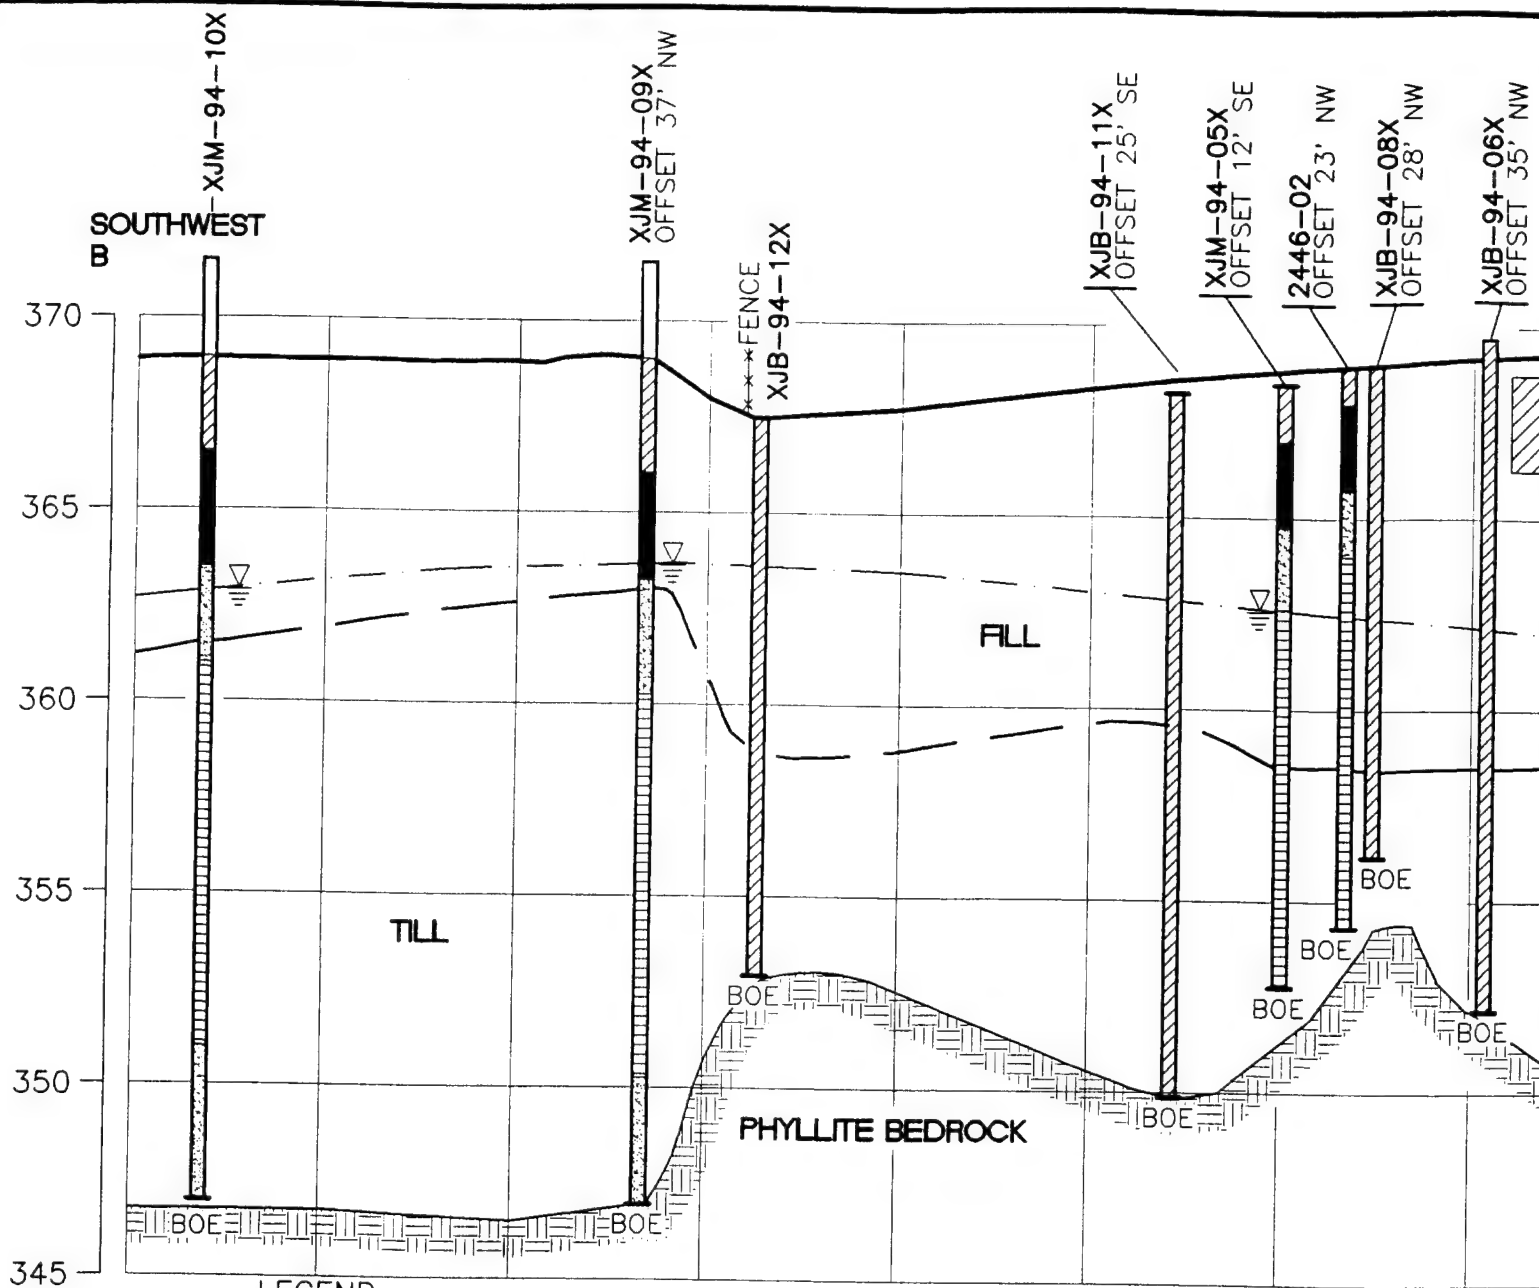 XJM-94-10X
XJM-94-09X
OFFSET 37' NW
SOUTHWEST
B
FENCE
XJB-94-12X
XJB-94-11X
OFFSET 25' SE
XJM-94-05X
OFFSET 12' SE
2446-02
OFFSET 23' NW
XJB-94-08X
OFFSET 28' NW
XJB-94-06X
OFFSET 35' NW
370
365
360
355
350
345
FILL
TILL
PHYLLITE BEDROCK
BOE
BOE
BOE
BOE
BOE
BOE
BOE
BOE
LEGEND